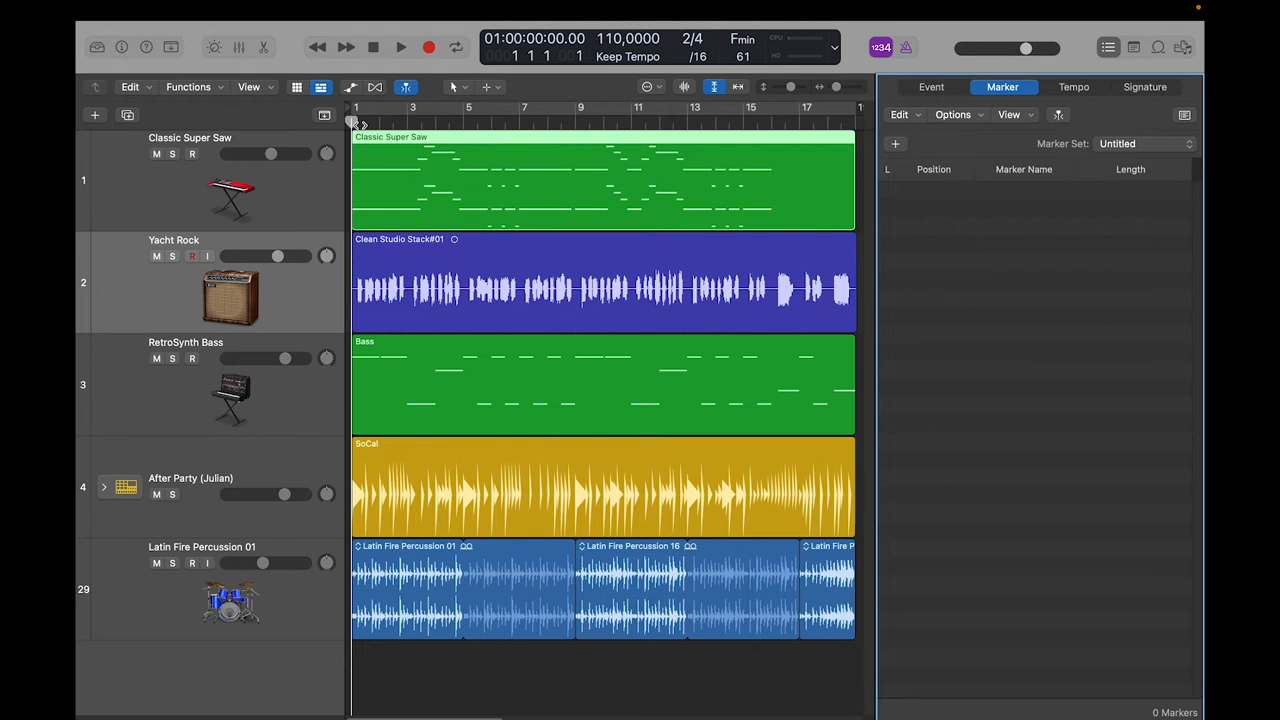 1234
01:00:00:00.00 110,0000 2/4 Fmin CPU
1 1 1 1 Keep Tempo /16 61 HD
Edit Functions View
1 3 5 7 9 11 13 15 17
Event Marker Tempo Signature
Edit Options View
Marker Set: Untitled
L Position Marker Name Length
1 Classic Super Saw
M S R
Classic Super Saw
2 Yacht Rock
M S R I
Clean Studio Stack#01
3 RetroSynth Bass
M S R
Bass
4 After Party (Julian)
M S
SoCal
29 Latin Fire Percussion 01
M S R I
Latin Fire Percussion 01 Latin Fire Percussion 16 Latin Fire P
0 Markers